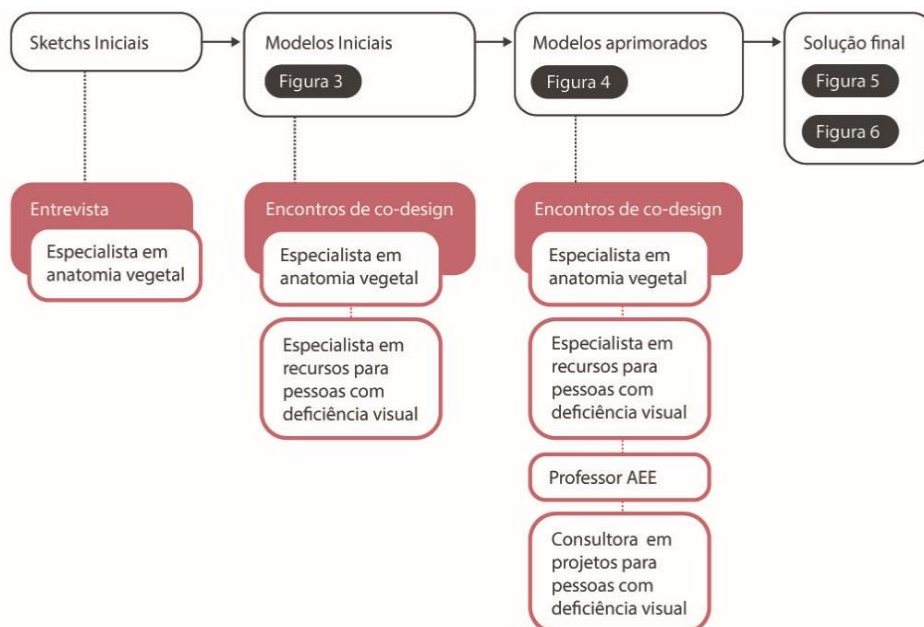 Sketchs Iniciais
Modelos Iniciais
Figura 3
Modelos aprimorados
Figura 4
Solução final
Figura 5
Figura 6
Entrevista
Especialista em
anatomia vegetal
Encontros de co-design
Especialista em
anatomia vegetal
Especialista em
recursos para
pessoas com
deficiência visual
Encontros de co-design
Especialista em
anatomia vegetal
Especialista em
recursos para
pessoas com
deficiência visual
Professor AEE
Consultora em
projetos para
pessoas com
deficiência visual